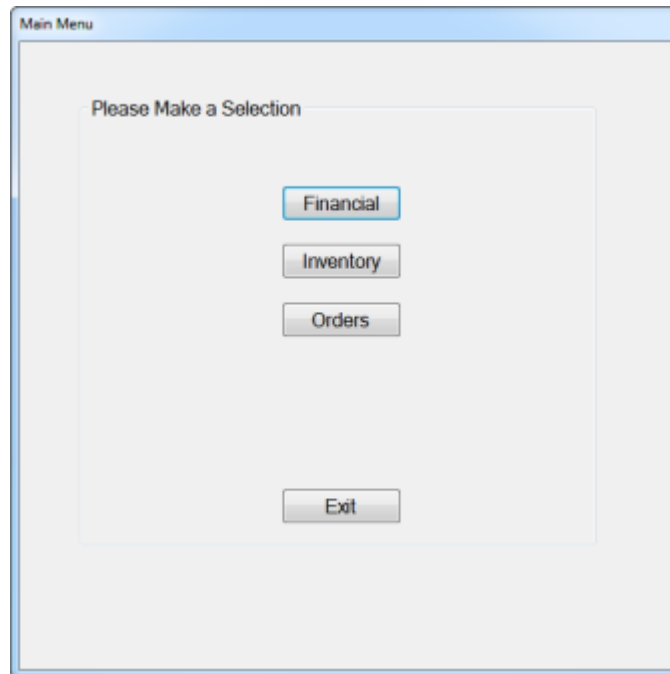 Main Menu
Please Make a Selection
Financial
Inventory
Orders
Exit